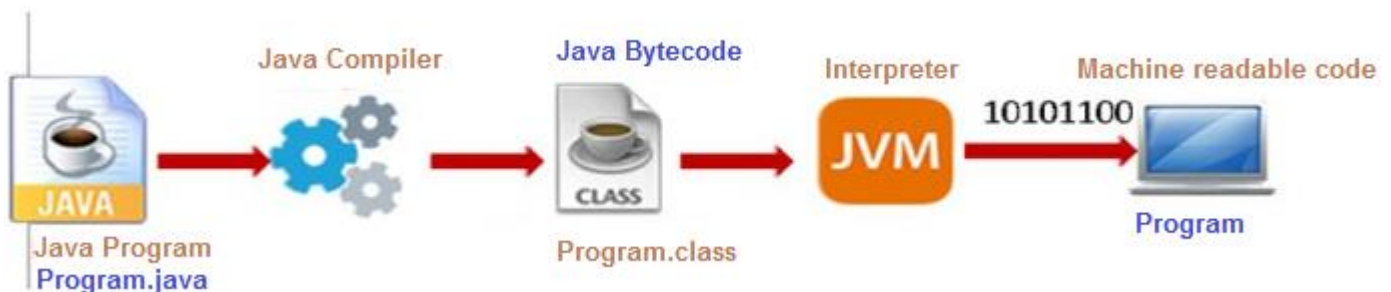 JAVA
Java Program
Program.java
Java Compiler
Java Bytecode
CLASS
Program.class
Interpreter
JVM
Machine readable code
10101100
Program